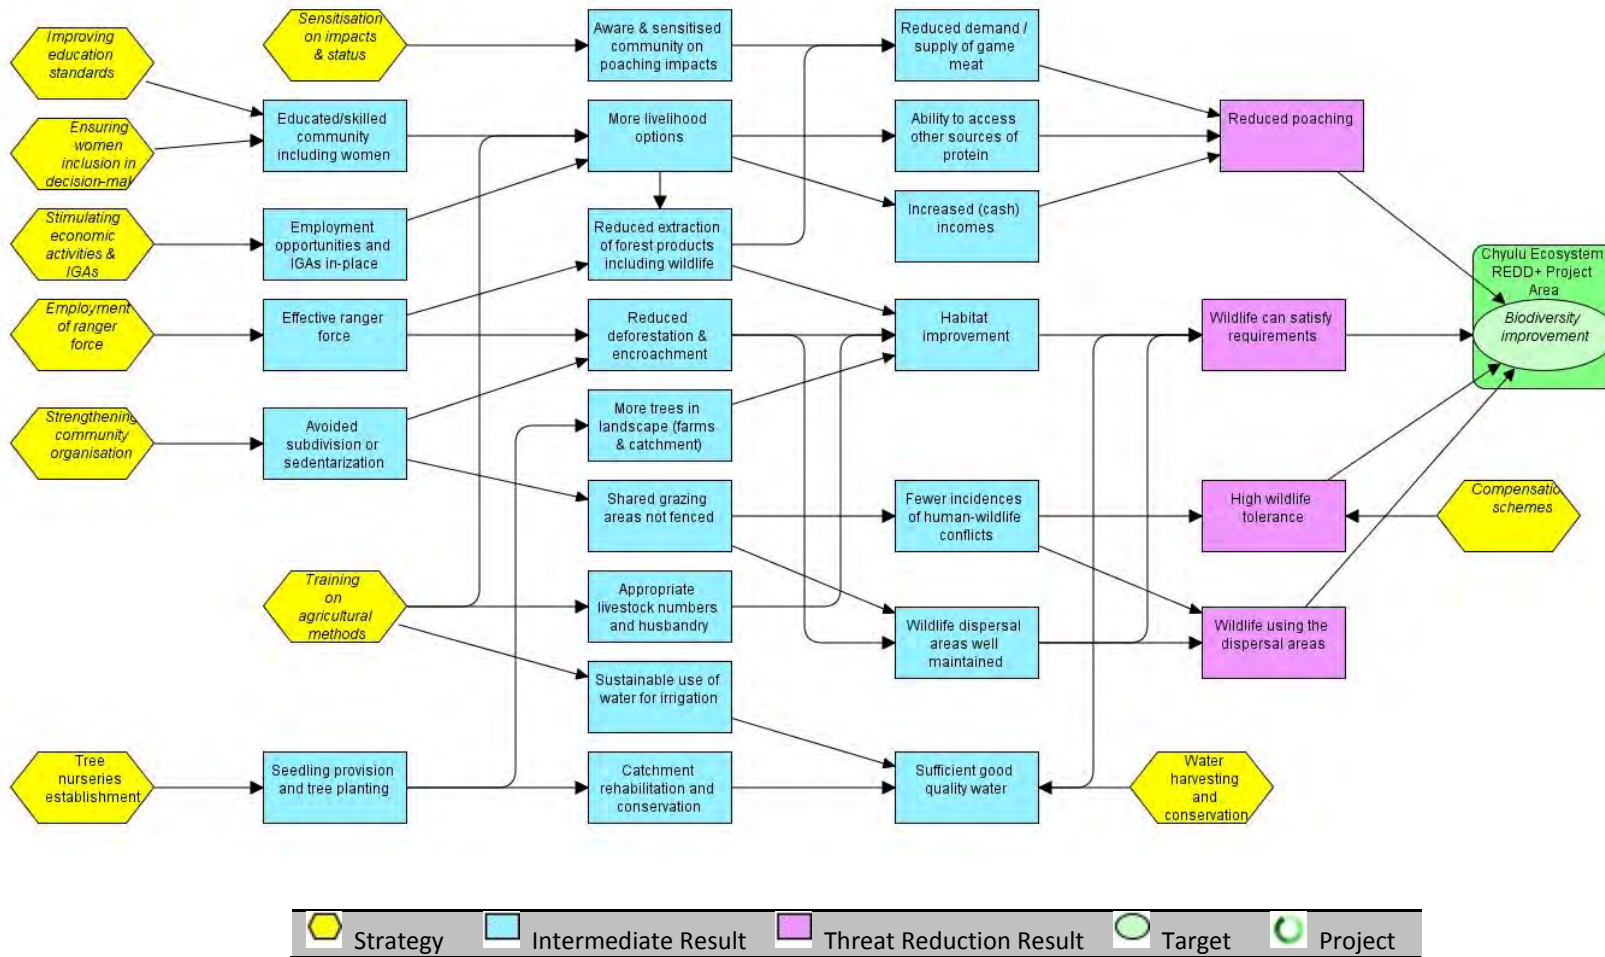 Improving
education
standards
Ensuring
women
inclusion in
decision-mak
Stimulating
economic
activities &
IGAs
Employment
of ranger
force
Strengthening
community
organisation
Tree
nurseries
establishment
Sensitisation
on impacts
& status
Educated/skilled
community
including women
Employment
opportunities and
IGAs in-place
Effective ranger
force
Avoided
subdivision or
sedentarization
Training
on
agricultural
methods
Seedling provision
and tree planting
Aware & sensitised
community on
poaching impacts
More livelihood
options
Reduced extraction
of forest products
including wildlife
Reduced
deforestation &
encroachment
More trees in
landscape (farms
& catchment)
Shared grazing
areas not fenced
Appropriate
livestock numbers
and husbandry
Sustainable use of
water for irrigation
Catchment
rehabilitation and
conservation
Reduced demand /
supply of game
meat
Ability to access
other sources of
protein
Increased (cash)
incomes
Habitat
improvement
Fewer incidences
of human-wildlife
conflicts
Wildlife dispersal
areas well
maintained
Sufficient good
quality water
Reduced poaching
Wildlife can satisfy
requirements
High wildlife
tolerance
Wildlife using the
dispersal areas
Water
harvesting
and
conservation
Chyulu Ecosystem
REDD+ Project
Area
Biodiversity
improvement
Compensatio
schemes
Strategy Intermediate Result Threat Reduction Result Target Project